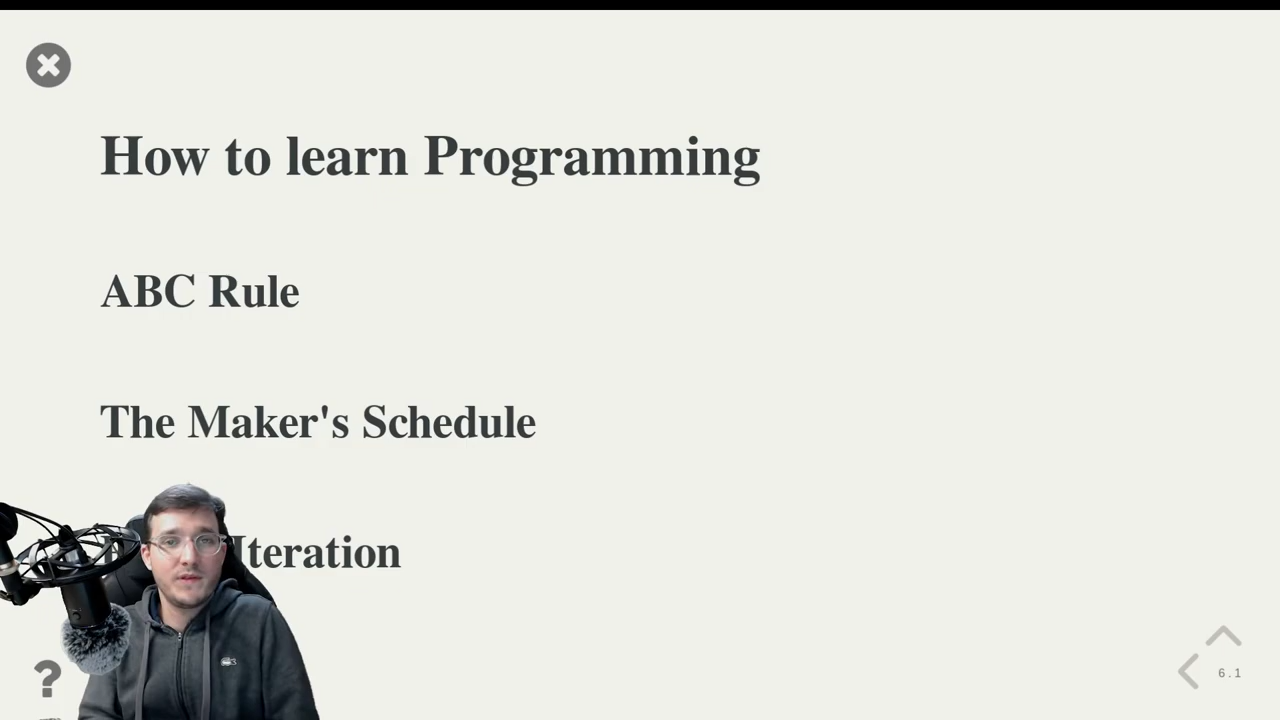 How to learn Programming
ABC Rule
The Maker's Schedule
Iteration
?
6.1